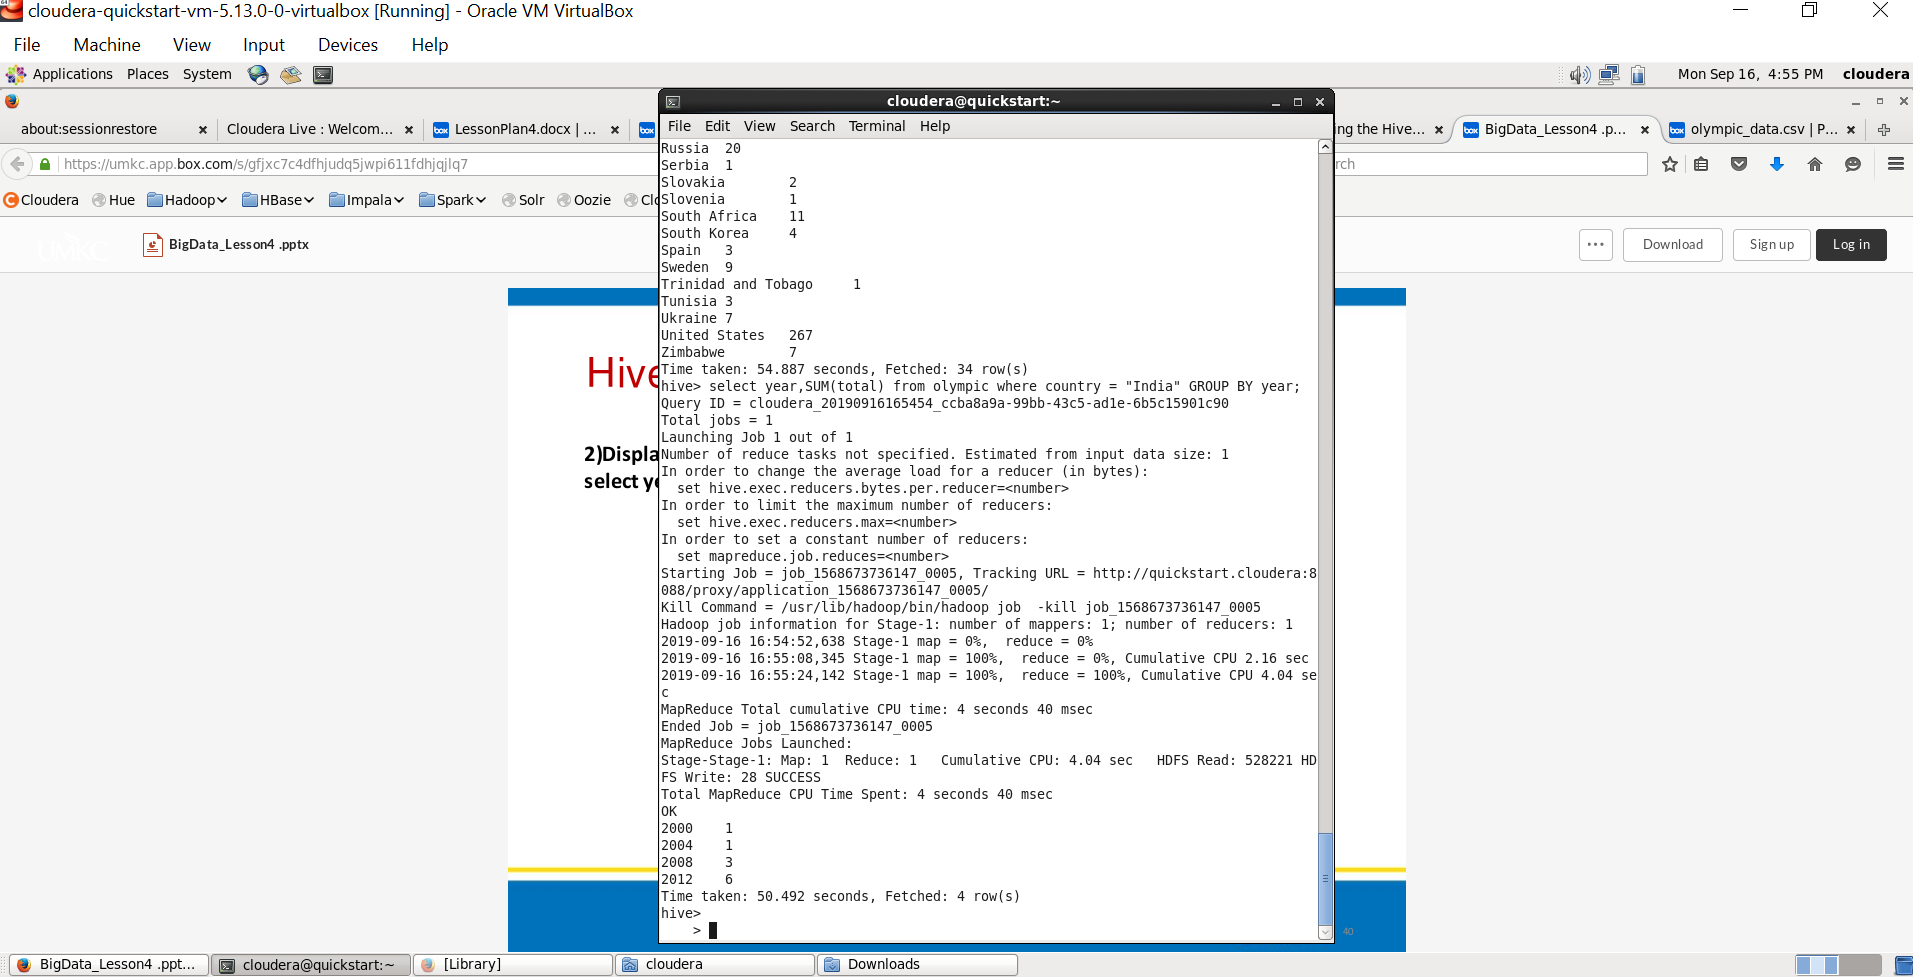 cloudera-quickstart-vm-5.13.0-0-virtualbox [Running] - Oracle VM VirtualBox
File Machine View Input Devices Help
Applications Places System Mon Sep 16, 4:55 PM cloudera
cloudera@quickstart:~
about:sessionrestore Cloudera Live : Welcom... LessonPlan4.docx | ... ing the Hive... BigData_Lesson4 .p... olympic_data.csv | P...
File Edit View Search Terminal Help
https://umkc.app.box.com/s/gfjxc7c4dfhjudq5jwpi611fdhjqjlq7 rch
Cloudera Hue Hadoop HBase Impala Spark Solr Oozie Clo
UMKC BigData_Lesson4 .pptx ... Download Sign up Log in
Hive
2)Displa
select ye
Russia 20
Serbia 1
Slovakia 2
Slovenia 1
South Africa 11
South Korea 4
Spain 3
Sweden 9
Trinidad and Tobago 1
Tunisia 3
Ukraine 7
United States 267
Zimbabwe 7
Time taken: 54.887 seconds, Fetched: 34 row(s)
hive> select year,SUM(total) from olympic where country = "India" GROUP BY year;
Query ID = cloudera_20190916165454_ccba8a9a-99bb-43c5-ad1e-6b5c15901c90
Total jobs = 1
Launching Job 1 out of 1
Number of reduce tasks not specified. Estimated from input data size: 1
In order to change the average load for a reducer (in bytes):
set hive.exec.reducers.bytes.per.reducer=<number>
In order to limit the maximum number of reducers:
set hive.exec.reducers.max=<number>
In order to set a constant number of reducers:
set mapreduce.job.reduces=<number>
Starting Job = job_1568673736147_0005, Tracking URL = http://quickstart.cloudera:8
088/proxy/application_1568673736147_0005/
Kill Command = /usr/lib/hadoop/bin/hadoop job  -kill job_1568673736147_0005
Hadoop job information for Stage-1: number of mappers: 1; number of reducers: 1
2019-09-16 16:54:52,638 Stage-1 map = 0%,  reduce = 0%
2019-09-16 16:55:08,345 Stage-1 map = 100%,  reduce = 0%, Cumulative CPU 2.16 sec
2019-09-16 16:55:24,142 Stage-1 map = 100%,  reduce = 100%, Cumulative CPU 4.04 se
c
MapReduce Total cumulative CPU time: 4 seconds 40 msec
Ended Job = job_1568673736147_0005
MapReduce Jobs Launched:
Stage-Stage-1: Map: 1  Reduce: 1   Cumulative CPU: 4.04 sec   HDFS Read: 528221 HD
FS Write: 28 SUCCESS
Total MapReduce CPU Time Spent: 4 seconds 40 msec
OK
2000 1
2004 1
2008 3
2012 6
Time taken: 50.492 seconds, Fetched: 4 row(s)
hive>
>
40
BigData_Lesson4 .ppt... cloudera@quickstart:~ [Library] cloudera Downloads